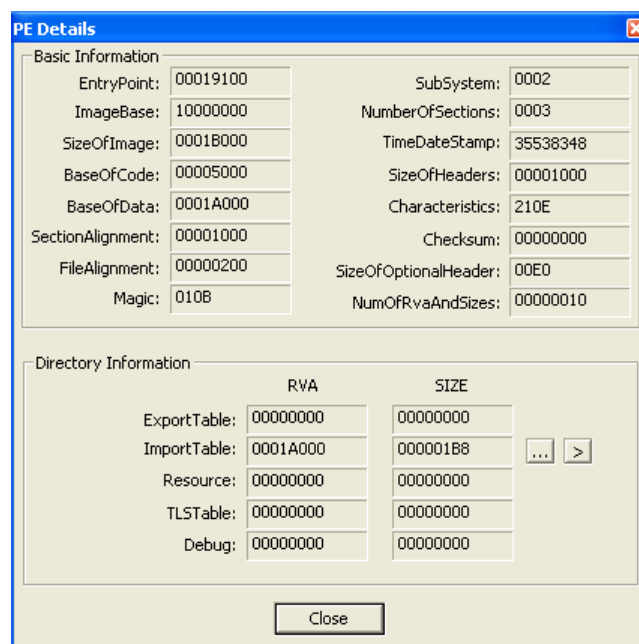 PE Details
Basic Information
EntryPoint: 00019100 SubSystem: 0002
ImageBase: 10000000 NumberOfSections: 0003
SizeOfImage: 0001B000 TimeDateStamp: 35538348
BaseOfCode: 00005000 SizeOfHeaders: 00001000
BaseOfData: 0001A000 Characteristics: 210E
SectionAlignment: 00001000 Checksum: 00000000
FileAlignment: 00000200 SizeOfOptionalHeader: 00E0
Magic: 010B NumOfRvaAndSizes: 00000010
Directory Information
RVA SIZE
ExportTable: 00000000 00000000
ImportTable: 0001A000 000001B8 ... >
Resource: 00000000 00000000
TLSTable: 00000000 00000000
Debug: 00000000 00000000
Close